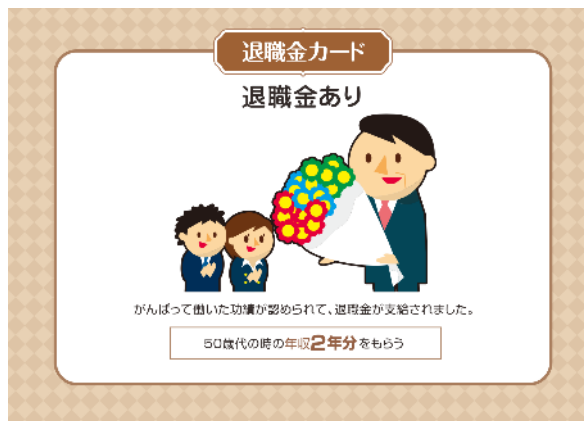 退職金カード
退職金あり
がんばって働いた功績が認められて、退職金が支給されました。
50歳代の時の年収2年分をもらう